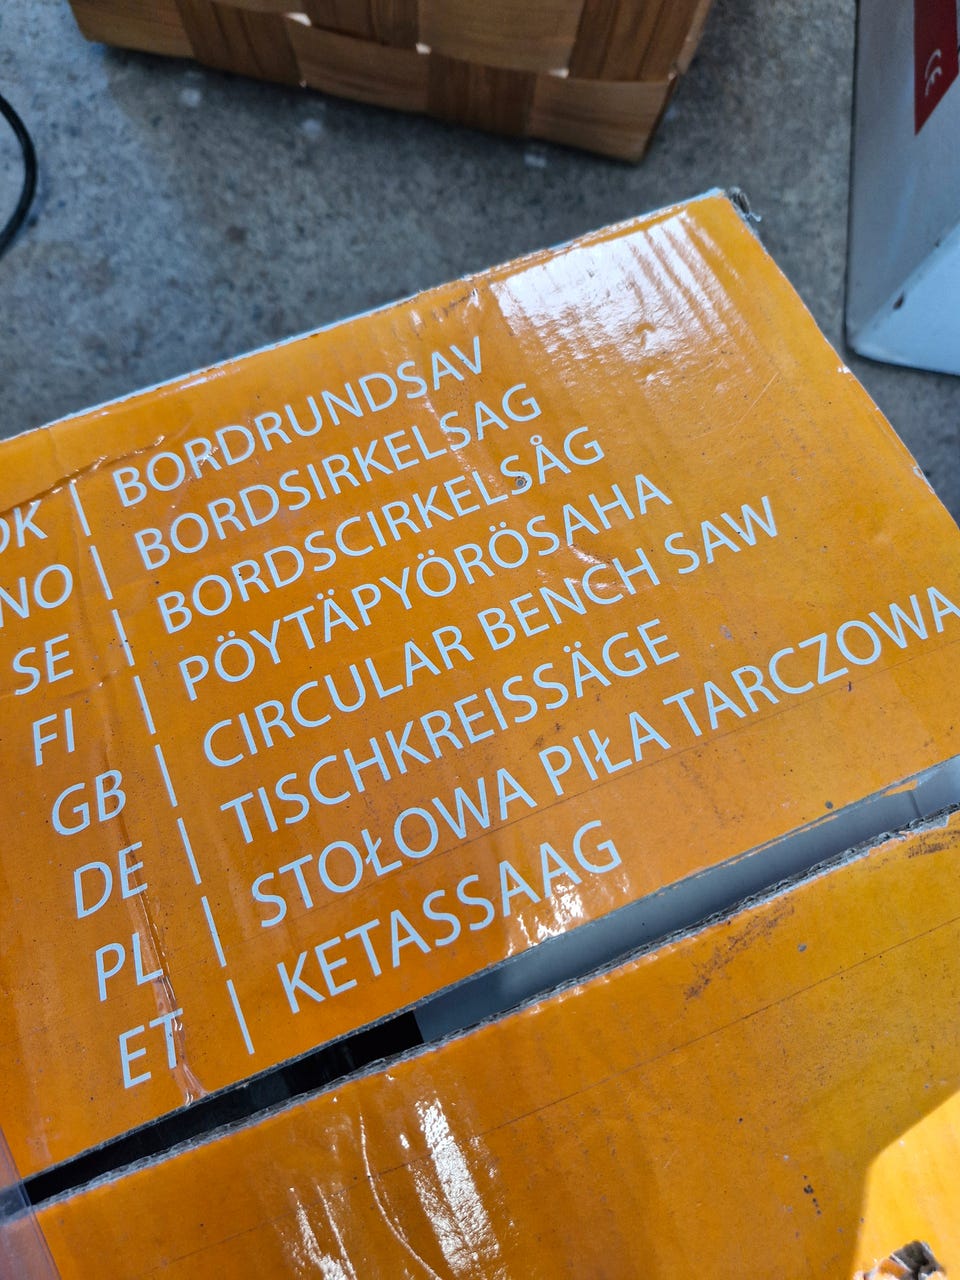 DK | BORDRUNDSAV
NO | BORDSIRKELSAG
SE | BORDSCIRKELSÅG
FI | PÖYTÄPYÖRÖSAHA
GB | CIRCULAR BENCH SAW
DE | TISCHKREISSÄGE
PL | STOŁOWA PIŁA TARCZOWA
ET | KETASSAAG
CE